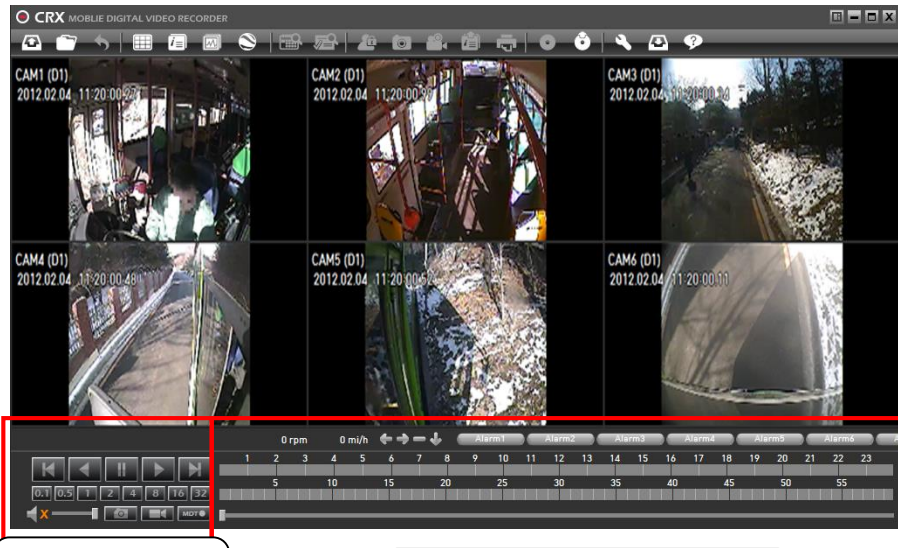 CRX MOBLIE DIGITAL VIDEO RECORDER
CAM1 (D1)
2012.02.04 11:20:00.27
CAM2 (D1)
2012.02.04 11:20:00
CAM3 (D1)
2012.02.04 11:20:00.34
CAM4 (D1)
2012.02.04 11:20:00.48
CAM5 (D1)
2012.02.04 11:20:00.52
CAM6 (D1)
2012.02.04 11:20:00.11
0 rpm 0 mi/h Alarm1 Alarm2 Alarm3 Alarm4 Alarm5 Alarm6 A
1 2 3 4 5 6 7 8 9 10 11 12 13 14 15 16 17 18 19 20 21 22 23
5 10 15 20 25 30 35 40 45 50 55
0.1 0.5 1 2 4 8 16 32
X MDT